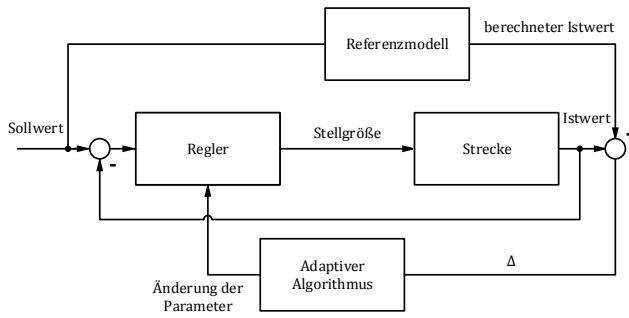 Referenzmodell
berechneter Istwert
Sollwert
-
Regler
Stellgröße
Strecke
Istwert
-
Änderung der
Parameter
Adaptiver
Algorithmus
Δ